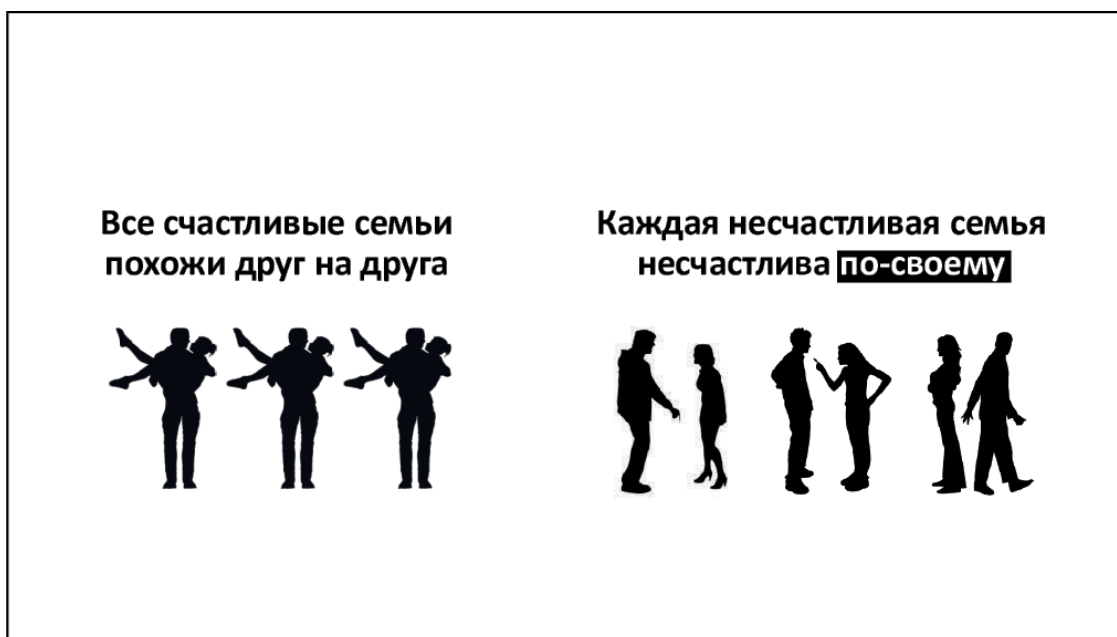 Все счастливые семьи
похожи друг на друга
Каждая несчастливая семья
несчастлива по-своему